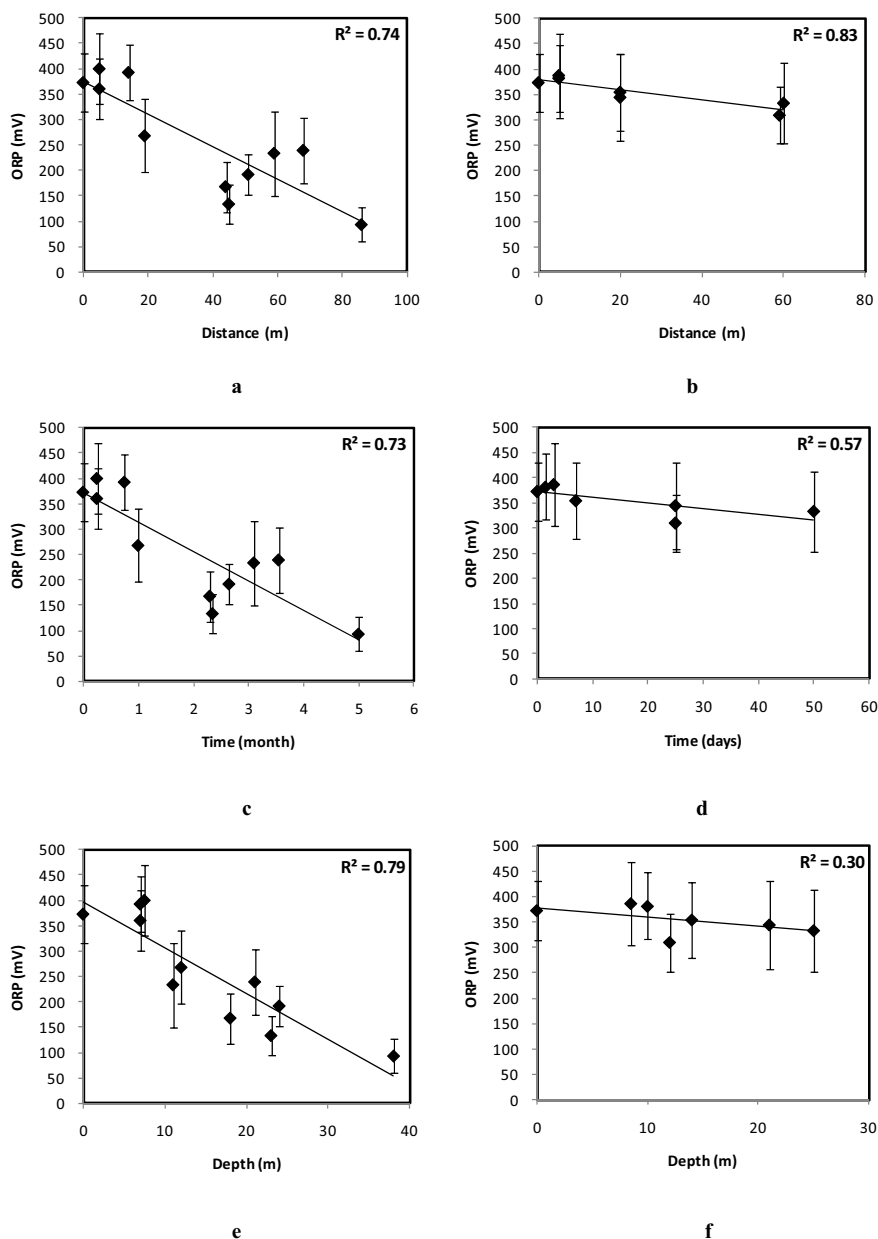 R² = 0.74
500
450
400
350
300
250
200
150
100
50
0
ORP (mV)
0 20 40 60 80 100
Distance (m)
a
R² = 0.83
500
450
400
350
300
250
200
150
100
50
0
ORP (mV)
0 20 40 60 80
Distance (m)
b
R² = 0.73
500
450
400
350
300
250
200
150
100
50
0
ORP (mV)
0 1 2 3 4 5 6
Time (month)
c
R² = 0.57
500
450
400
350
300
250
200
150
100
50
0
ORP (mV)
0 10 20 30 40 50 60
Time (days)
d
R² = 0.79
500
450
400
350
300
250
200
150
100
50
0
ORP (mV)
0 10 20 30 40
Depth (m)
e
R² = 0.30
500
450
400
350
300
250
200
150
100
50
0
ORP (mV)
0 10 20 30
Depth (m)
f